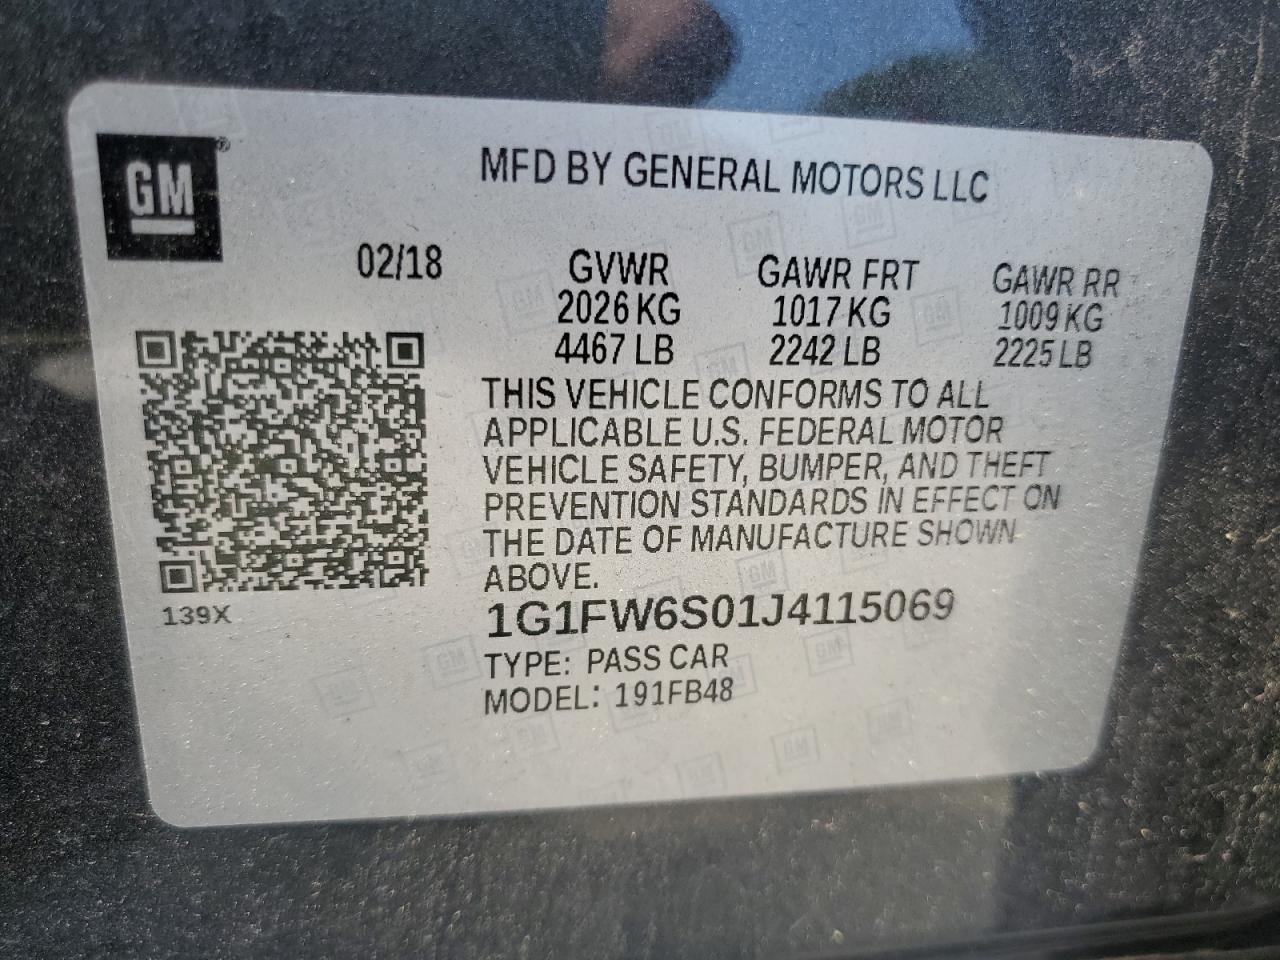 GM®
MFD BY GENERAL MOTORS LLC
02/18
GVWR GAWR FRT GAWR RR
2026 KG 1017 KG 1009 KG
4467 LB 2242 LB 2225 LB
THIS VEHICLE CONFORMS TO ALL
APPLICABLE U.S. FEDERAL MOTOR
VEHICLE SAFETY, BUMPER, AND THEFT
PREVENTION STANDARDS IN EFFECT ON
THE DATE OF MANUFACTURE SHOWN
ABOVE.
139X
1G1FW6S01J4115069
TYPE: PASS CAR
MODEL: 191FB48